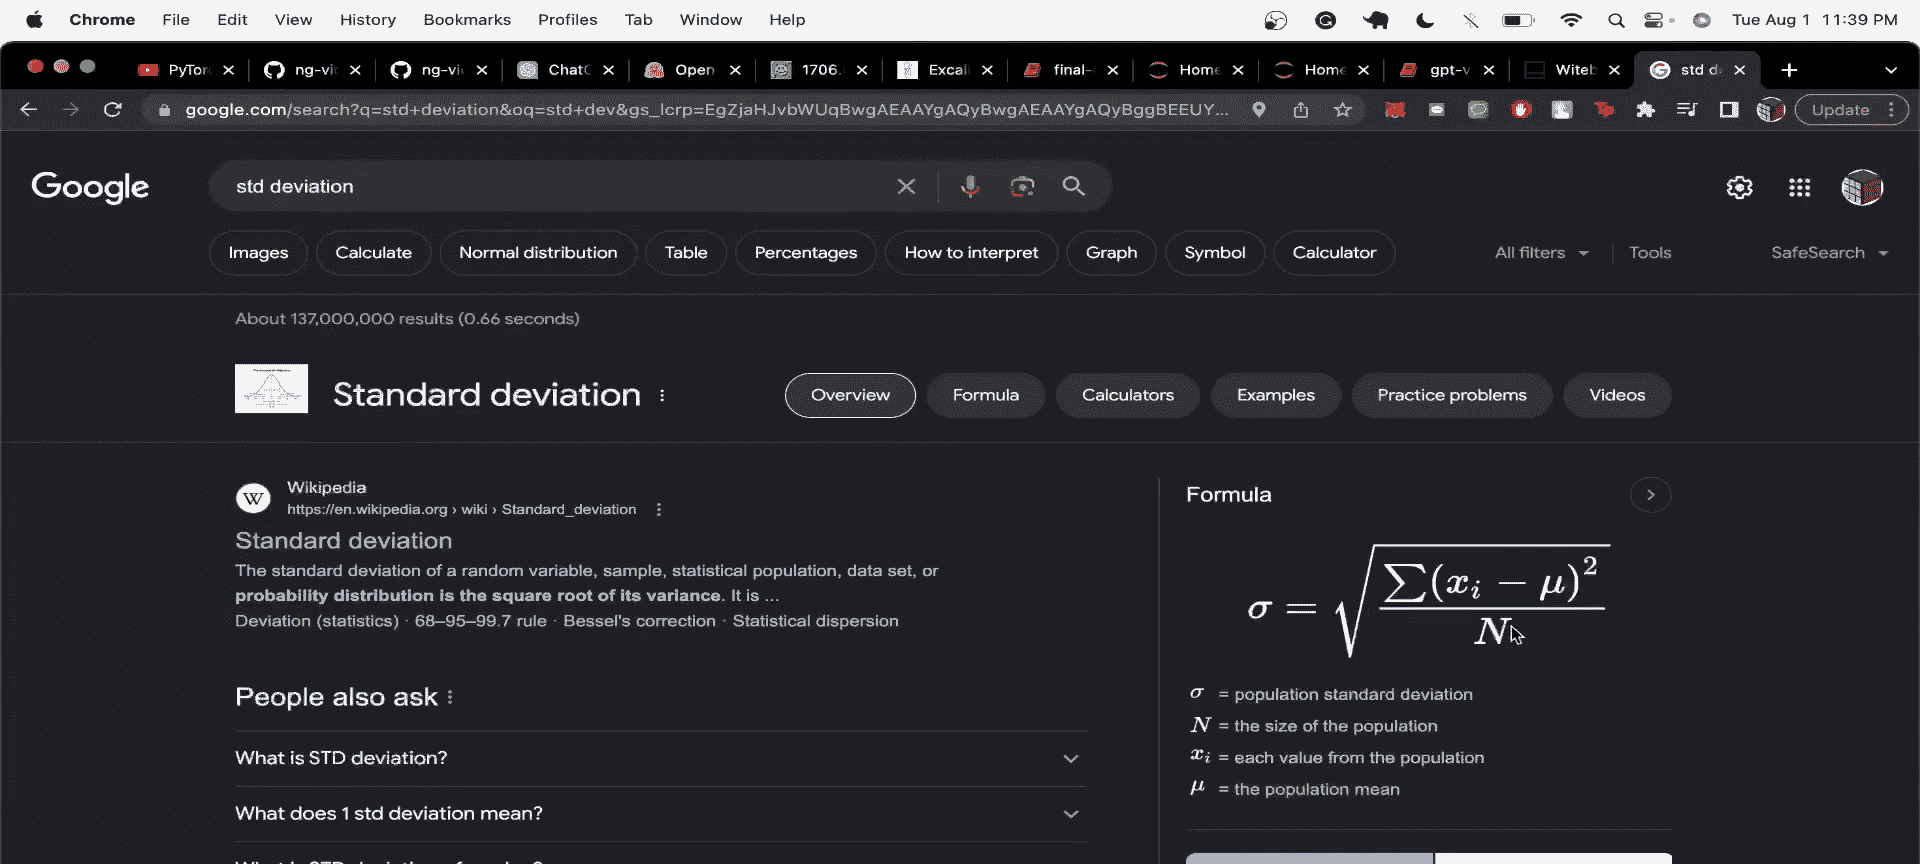 Chrome File Edit View History Bookmarks Profiles Tab Window Help Tue Aug 1 11:39 PM
PyTor ng-vi ng-vi Chat Open 1706. Excal final- Home Home gpt-v Witeb std d
google.com/search?q=std+deviation&oq=std+dev&gs_lcrp=EgZjaHJvbWUqBwgAEAAYgAQyBwgAEAAYgAQyBggBEEUY... Update
Google std deviation
Images Calculate Normal distribution Table Percentages How to interpret Graph Symbol Calculator All filters Tools SafeSearch
About 137,000,000 results (0.66 seconds)
Standard deviation Overview Formula Calculators Examples Practice problems Videos
Wikipedia
https://en.wikipedia.org › wiki › Standard_deviation
Standard deviation
The standard deviation of a random variable, sample, statistical population, data set, or
probability distribution is the square root of its variance. It is ...
Deviation (statistics) · 68–95–99.7 rule · Bessel's correction · Statistical dispersion
People also ask
What is STD deviation?
What does 1 std deviation mean?
Formula
σ = √(∑(xᵢ − μ)² / N)
σ = population standard deviation
N = the size of the population
xᵢ = each value from the population
μ = the population mean